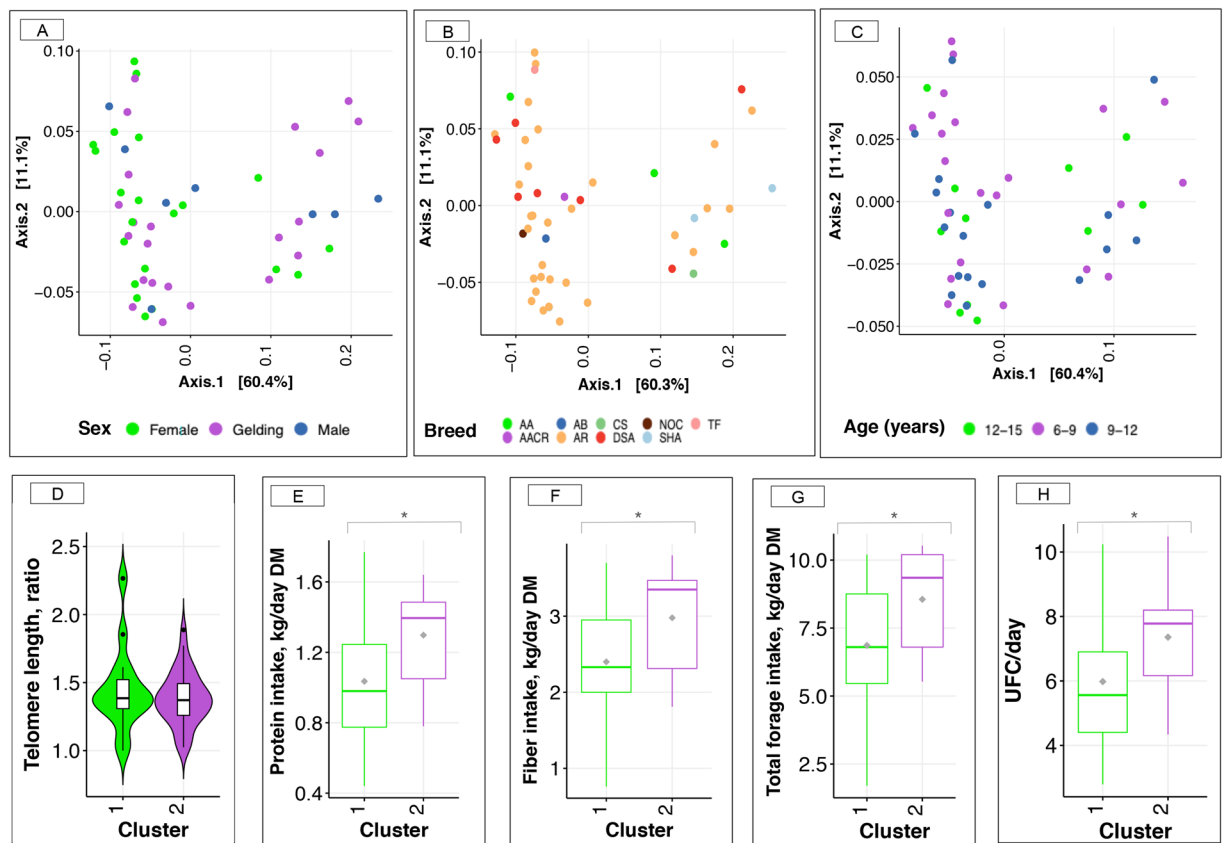 A
0.10
0.05
0.00
−0.05
Axis.2 [11.1%]
−0.1
0.0
0.1
0.2
Axis.1 [60.4%]
Sex Female Gelding Male
B
0.10
0.05
0.00
−0.05
Axis.2 [11.1%]
−0.1
0.0
0.1
0.2
Axis.1 [60.3%]
Breed
AA AB CS NOC TF
AACR AR DSA SHA
C
0.050
0.025
0.000
−0.025
−0.050
Axis.2 [11.1%]
0.0
0.1
Axis.1 [60.4%]
Age (years) 12−15 6−9 9−12
D
2.5
2.0
1.5
1.0
Telomere length, ratio
1
2
Cluster
E
*
1.6
1.2
0.8
0.4
Protein intake, kg/day DM
1
2
Cluster
F
*
3
2
1
Fiber intake, kg/day DM
1
2
Cluster
G
*
10.0
7.5
5.0
2.5
Total forage intake, kg/day DM
1
2
Cluster
H
*
10
8
6
4
UFC/day
1
2
Cluster